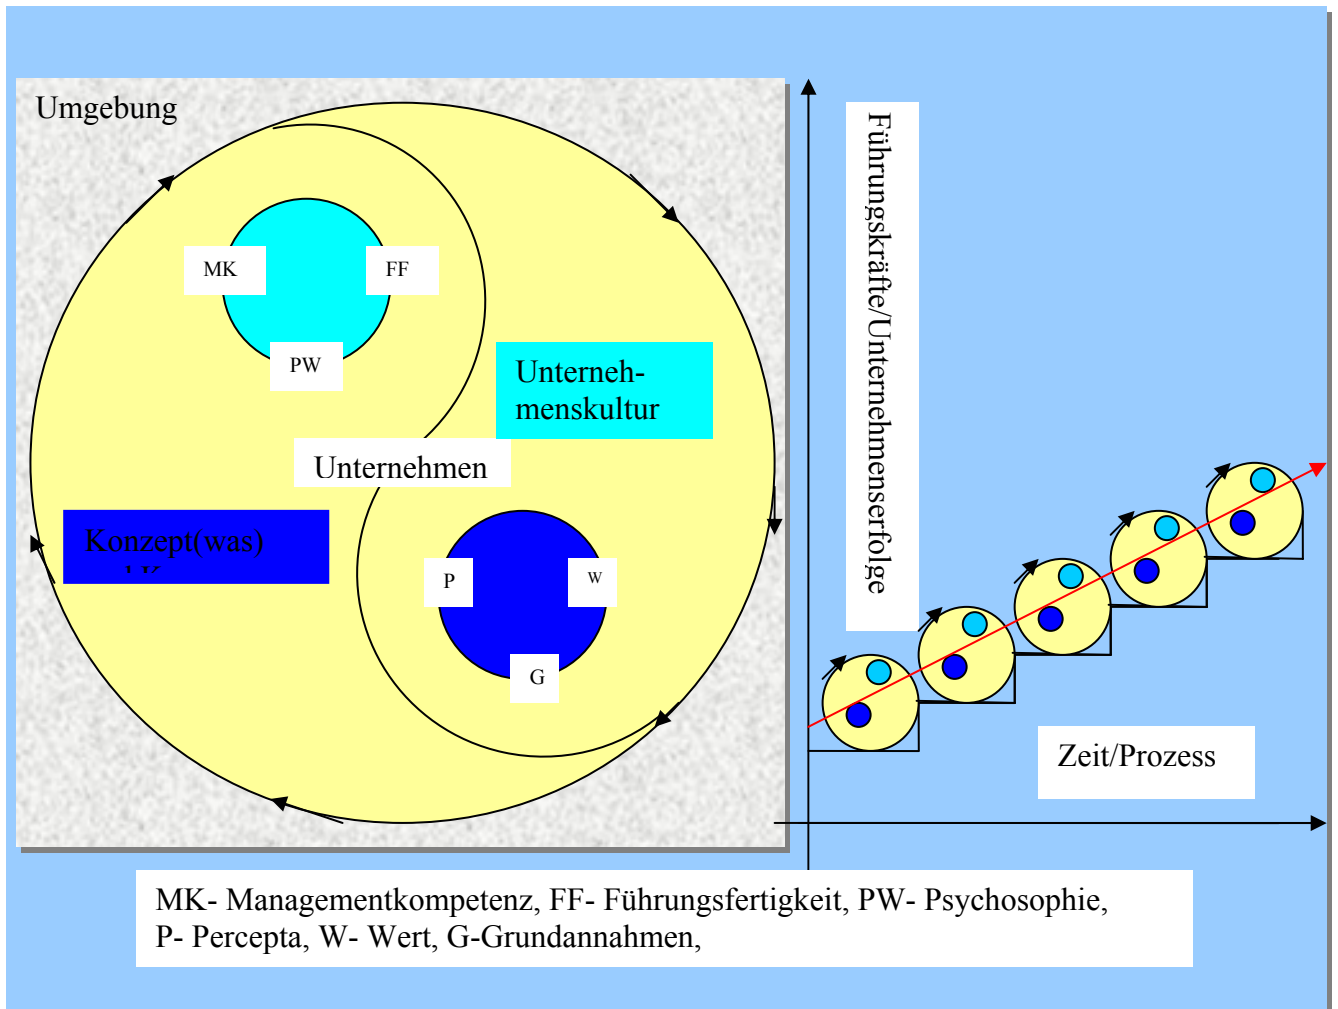 Umgebung
MK
FF
PW
Unterneh-
menskultur
Unternehmen
Konzept(was)
P
W
G
Führungskräfte/Unternehmenserfolge
Zeit/Prozess
MK- Managementkompetenz, FF- Führungsfertigkeit, PW- Psychosophie,
P- Percepta, W- Wert, G-Grundannahmen,